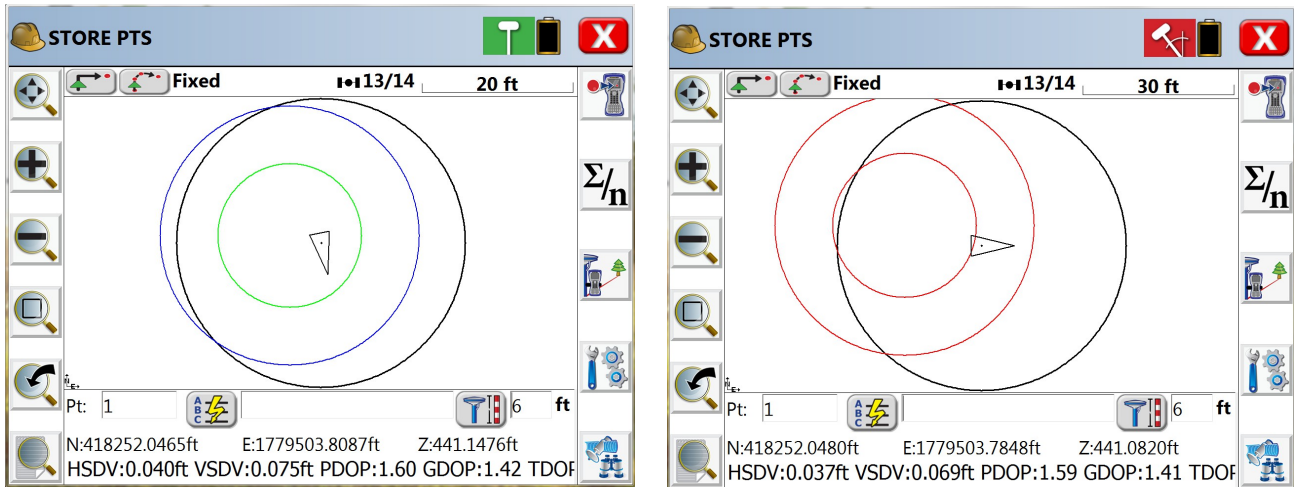 STORE PTS
Fixed 13/14 20 ft
Σ/n
N
E
Pt: 1 ABC 6 ft
N:418252.0465ft E:1779503.8087ft Z:441.1476ft
HSDV:0.040ft VSDV:0.075ft PDOP:1.60 GDOP:1.42 TDOP
STORE PTS
Fixed 13/14 30 ft
Σ/n
N
E
Pt: 1 ABC 6 ft
N:418252.0480ft E:1779503.7848ft Z:441.0820ft
HSDV:0.037ft VSDV:0.069ft PDOP:1.59 GDOP:1.41 TDOP